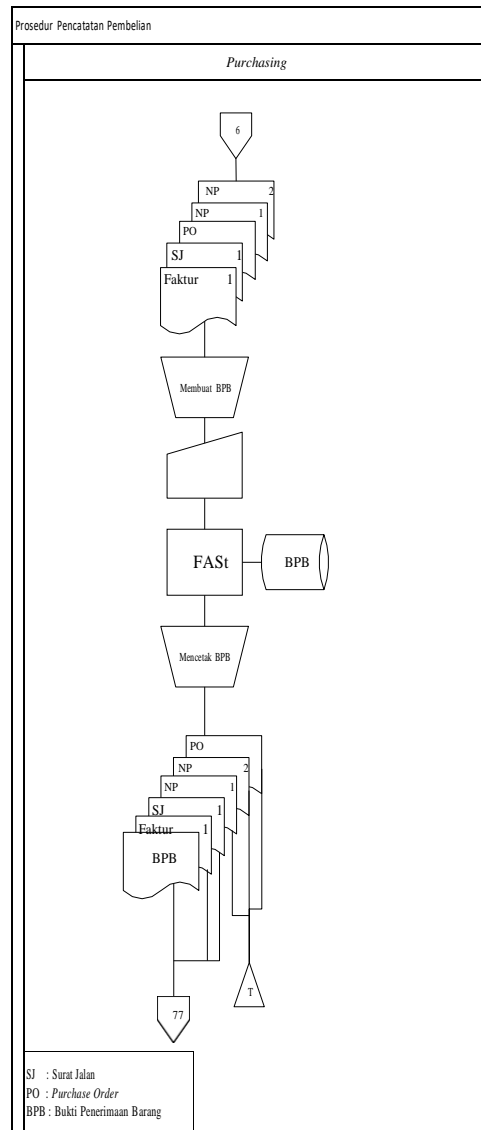 Prosedur Pencatatan Pembelian
Purchasing
6
NP 2
NP 1
PO
SJ 1
Faktur 1
Membuat BPB
FASt
BPB
Mencetak BPB
PO
NP 2
NP 1
SJ 1
Faktur 1
BPB
T
77
SJ : Surat Jalan
PO : Purchase Order
BPB : Bukti Penerimaan Barang